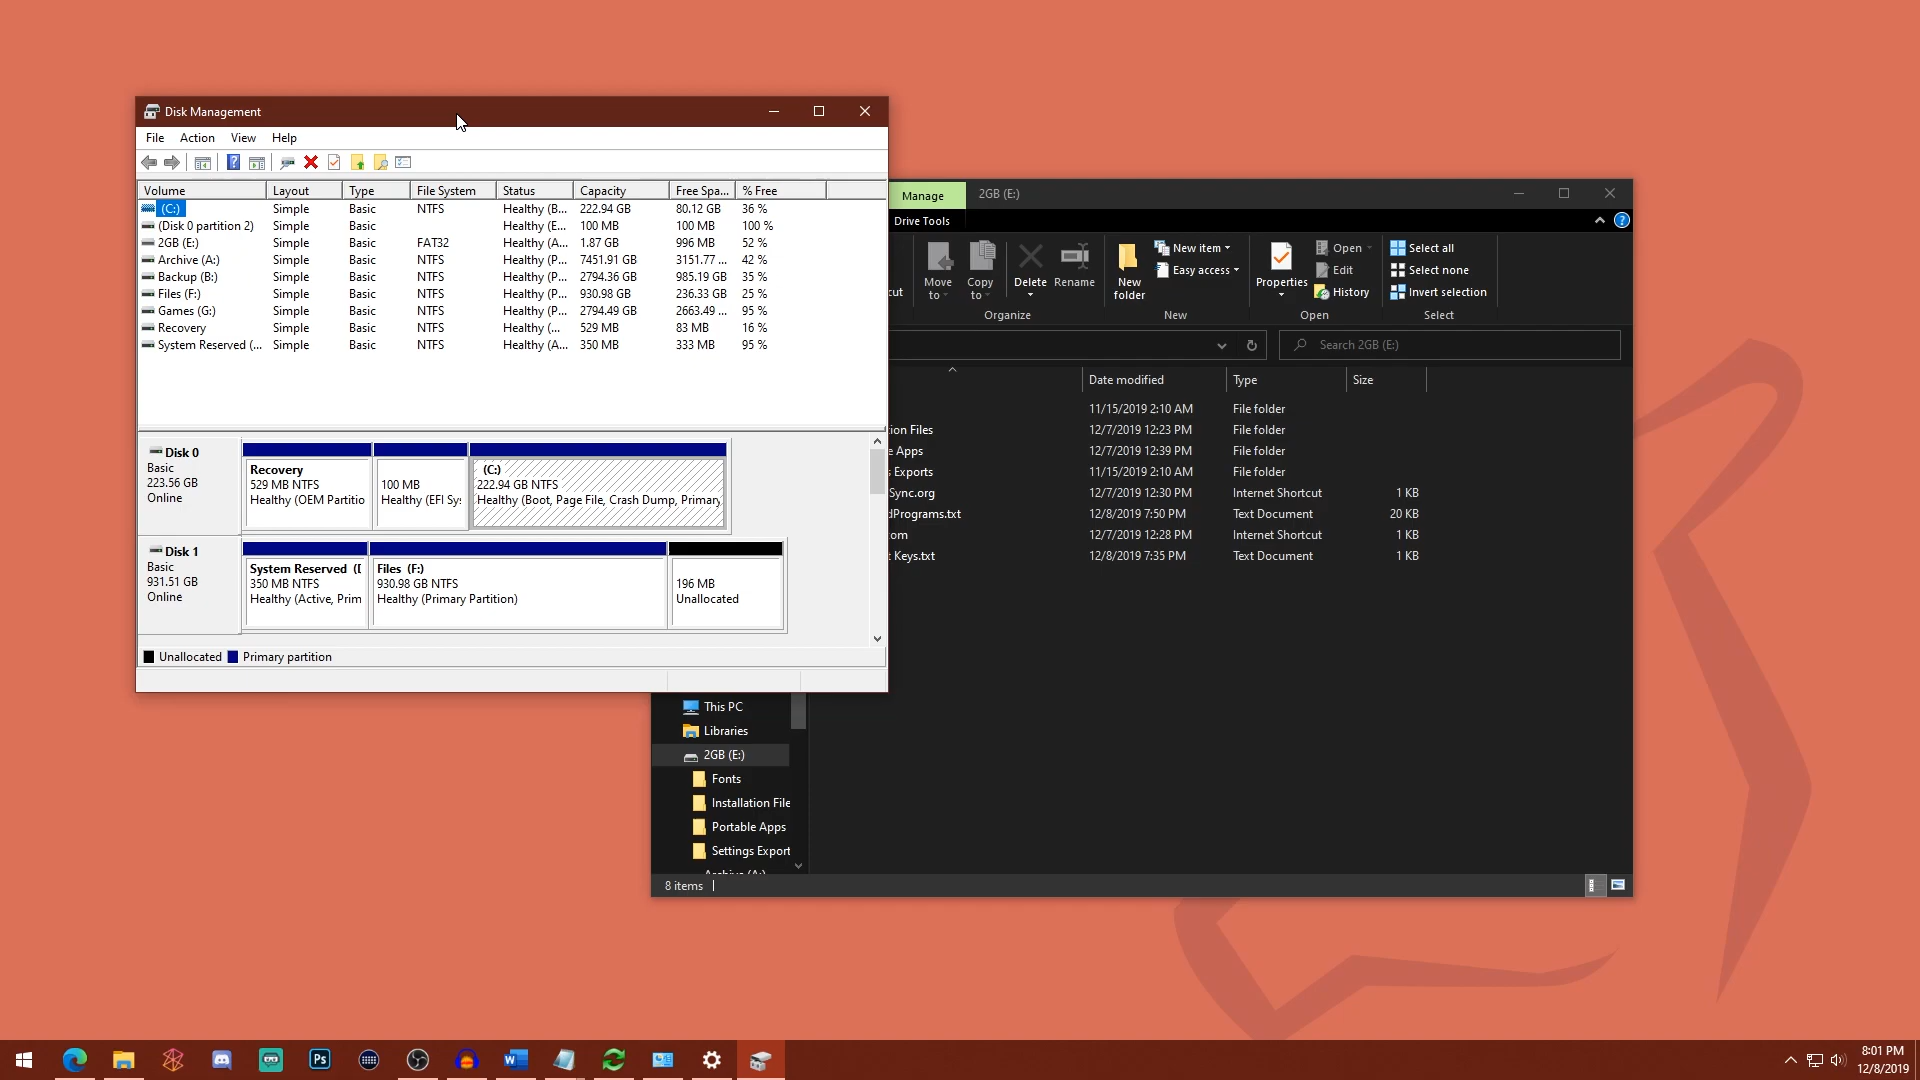 Disk Management
File Action View Help
Volume Layout Type File System Status Capacity Free Spa... % Free
(C:) Simple Basic NTFS Healthy (B... 222.94 GB 80.12 GB 36 %
(Disk 0 partition 2) Simple Basic Healthy (E... 100 MB 100 MB 100 %
2GB (E:) Simple Basic FAT32 Healthy (A... 1.87 GB 996 MB 52 %
Archive (A:) Simple Basic NTFS Healthy (P... 7451.91 GB 3151.77 ... 42 %
Backup (B:) Simple Basic NTFS Healthy (P... 2794.36 GB 985.19 GB 35 %
Files (F:) Simple Basic NTFS Healthy (P... 930.98 GB 236.33 GB 25 %
Games (G:) Simple Basic NTFS Healthy (P... 2794.49 GB 2663.49 ... 95 %
Recovery Simple Basic NTFS Healthy (... 529 MB 83 MB 16 %
System Reserved (... Simple Basic NTFS Healthy (A... 350 MB 333 MB 95 %
Disk 0
Basic
223.56 GB
Online
Recovery
529 MB NTFS
Healthy (OEM Partitio
100 MB
Healthy (EFI Sy
(C:)
222.94 GB NTFS
Healthy (Boot, Page File, Crash Dump, Primary
Disk 1
Basic
931.51 GB
Online
System Reserved (
350 MB NTFS
Healthy (Active, Prim
Files (F:)
930.98 GB NTFS
Healthy (Primary Partition)
196 MB
Unallocated
Unallocated Primary partition
Manage 2GB (E:)
Drive Tools
cut
Move to
Copy to
Delete
Rename
Organize
New folder
New item
Easy access
New
Properties
Open
Edit
History
Open
Select all
Select none
Invert selection
Select
Search 2GB (E:)
Date modified Type Size
11/15/2019 2:10 AM File folder
ion Files 12/7/2019 12:23 PM File folder
e Apps 12/7/2019 12:39 PM File folder
s Exports 11/15/2019 2:10 AM File folder
Sync.org 12/7/2019 12:30 PM Internet Shortcut 1 KB
dPrograms.txt 12/8/2019 7:50 PM Text Document 20 KB
om 12/7/2019 12:28 PM Internet Shortcut 1 KB
t Keys.txt 12/8/2019 7:35 PM Text Document 1 KB
This PC
Libraries
2GB (E:)
Fonts
Installation File
Portable Apps
Settings Export
Archive (A:)
8 items
Ps
8:01 PM
12/8/2019